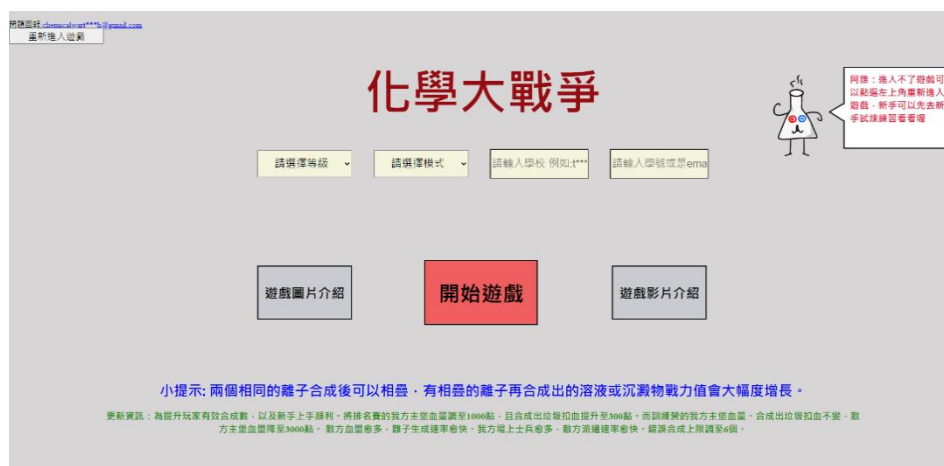 問題回報:chemicalwart***h@gmail.com
重新進入遊戲
化學大戰爭
阿錐：進入不了遊戲可
以點選左上角重新進入
遊戲，新手可以先去新
手試煉練習看看喔
請選擇等級
請選擇模式
請輸入學校 例如:t***
請輸入學號或是ema
遊戲圖片介紹
開始遊戲
遊戲影片介紹
小提示: 兩個相同的離子合成後可以相疊，有相疊的離子再合成出的溶液或沉澱物戰力值會大幅度增長。
更新資訊：為提升玩家有效合成數，以及新手上手順利。將排名賽的我方主堡血量調至1000點，且合成出垃圾扣血提升至300點。而訓練營的我方主堡血量、合成出垃圾扣血不變，敵
方主堡血量降至3000點。 敵方血量愈多，離子生成速率愈快。我方場上士兵愈多，敵方派遣速率愈快。錯誤合成上限調至6個。